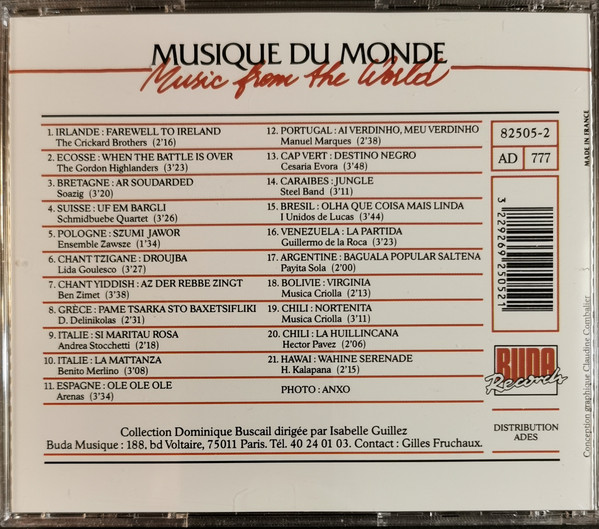 MUSIQUE DU MONDE
Music from the World
1. IRLANDE : FAREWELL TO IRELAND
The Crickard Brothers (2'16)
2. ECOSSE : WHEN THE BATTLE IS OVER
The Gordon Highlanders (3'23)
3. BRETAGNE : AR SOUDARDED
Soazig (3'20)
4. SUISSE : UF EM BARGLI
Schmidbuebe Quartet (3'26)
5. POLOGNE : SZUMI JAWOR
Ensemble Zawsze (1'34)
6. CHANT TZIGANE : DROUJBA
Lida Goulesco (3'27)
7. CHANT YIDDISH : AZ DER REBBE ZINGT
Ben Zimet (3'38)
8. GRÈCE : PAME TSARKA STO BAXETSIFLIKI
D. Delinikolas (2'31)
9. ITALIE : SI MARITAU ROSA
Andrea Stocchetti (2'18)
10. ITALIE : LA MATTANZA
Benito Merlino (3'08)
11. ESPAGNE : OLE OLE OLE
Arenas (3'34)
12. PORTUGAL : AI VERDINHO, MEU VERDINHO
Manuel Marques (2'38)
13. CAP VERT : DESTINO NEGRO
Cesaria Evora (3'48)
14. CARAIBES : JUNGLE
Steel Band (3'11)
15. BRESIL : OLHA QUE COISA MAIS LINDA
I Unidos de Lucas (3'44)
16. VENEZUELA : LA PARTIDA
Guillermo de la Roca (3'23)
17. ARGENTINE : BAGUALA POPULAR SALTENA
Payita Sola (2'00)
18. BOLIVIE : VIRGINIA
Musica Criolla (2'13)
19. CHILI : NORTENITA
Musica Criolla (3'11)
20. CHILI : LA HUILLINCANA
Hector Pavez (2'06)
21. HAWAI : WAHINE SERENADE
H. Kalapana (2'15)
PHOTO : ANXO
82505-2
AD 777
MADE IN FRANCE
3 229269 250521
BUDA
Records
DISTRIBUTION
ADES
Conception graphique Claudine Combalier
Collection Dominique Buscail dirigée par Isabelle Guillez
Buda Musique : 188, bd Voltaire, 75011 Paris. Tél. 40 24 01 03. Contact : Gilles Fruchaux.